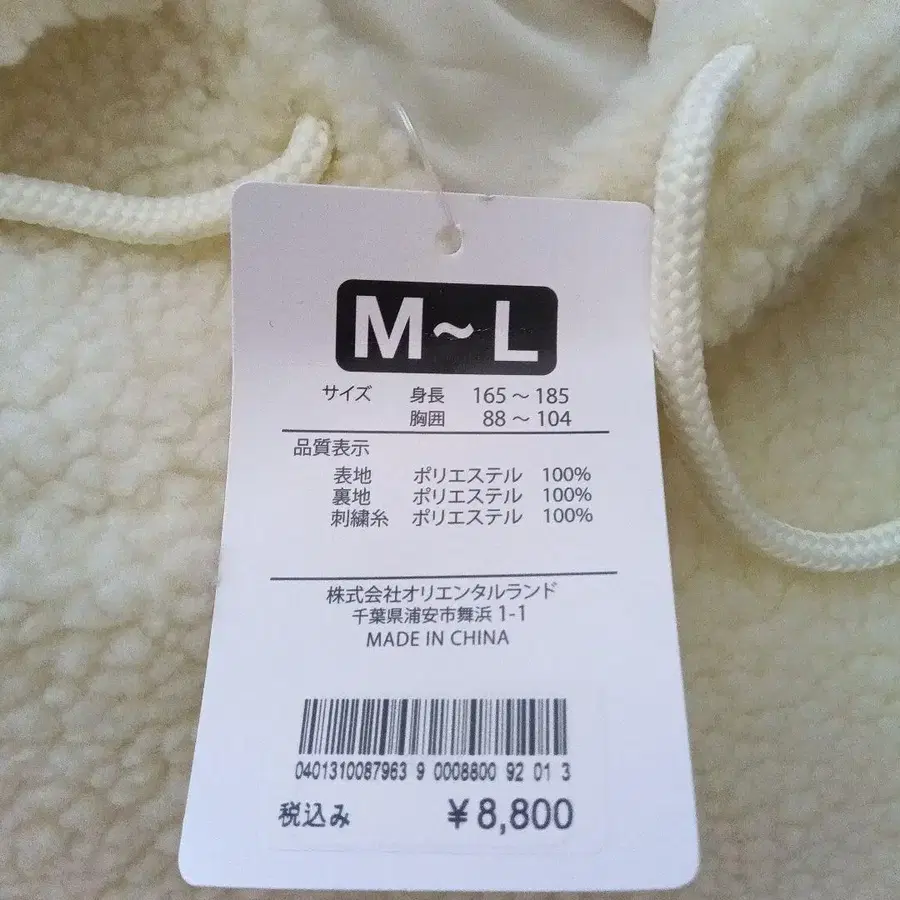 M~L
サイズ 身長 165～185
胸囲 88～104
品質表示
表地 ポリエステル 100%
裏地 ポリエステル 100%
刺繍糸 ポリエステル 100%
株式会社オリエンタルランド
千葉県浦安市舞浜 1-1
MADE IN CHINA
0401310087963 9 0008800 92 01 3
税込み ¥8,800